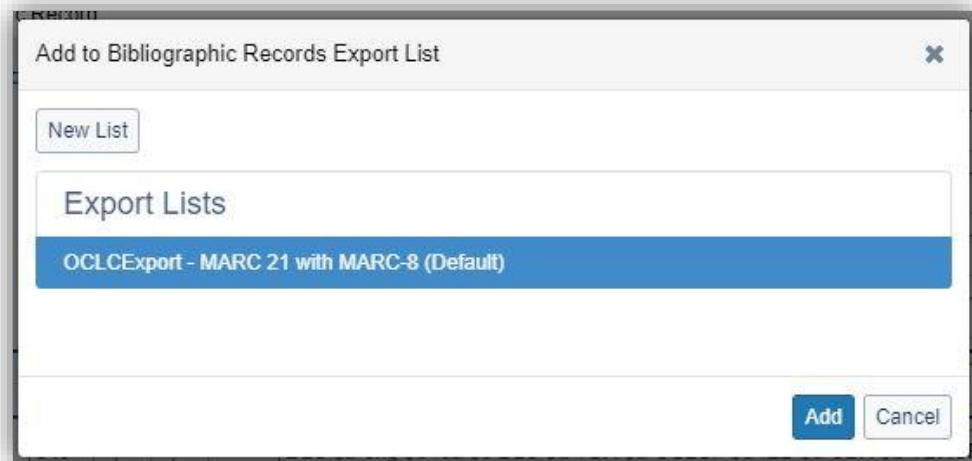 c Record
Add to Bibliographic Records Export List
New List
Export Lists
OCLCExport - MARC 21 with MARC-8 (Default)
Add Cancel